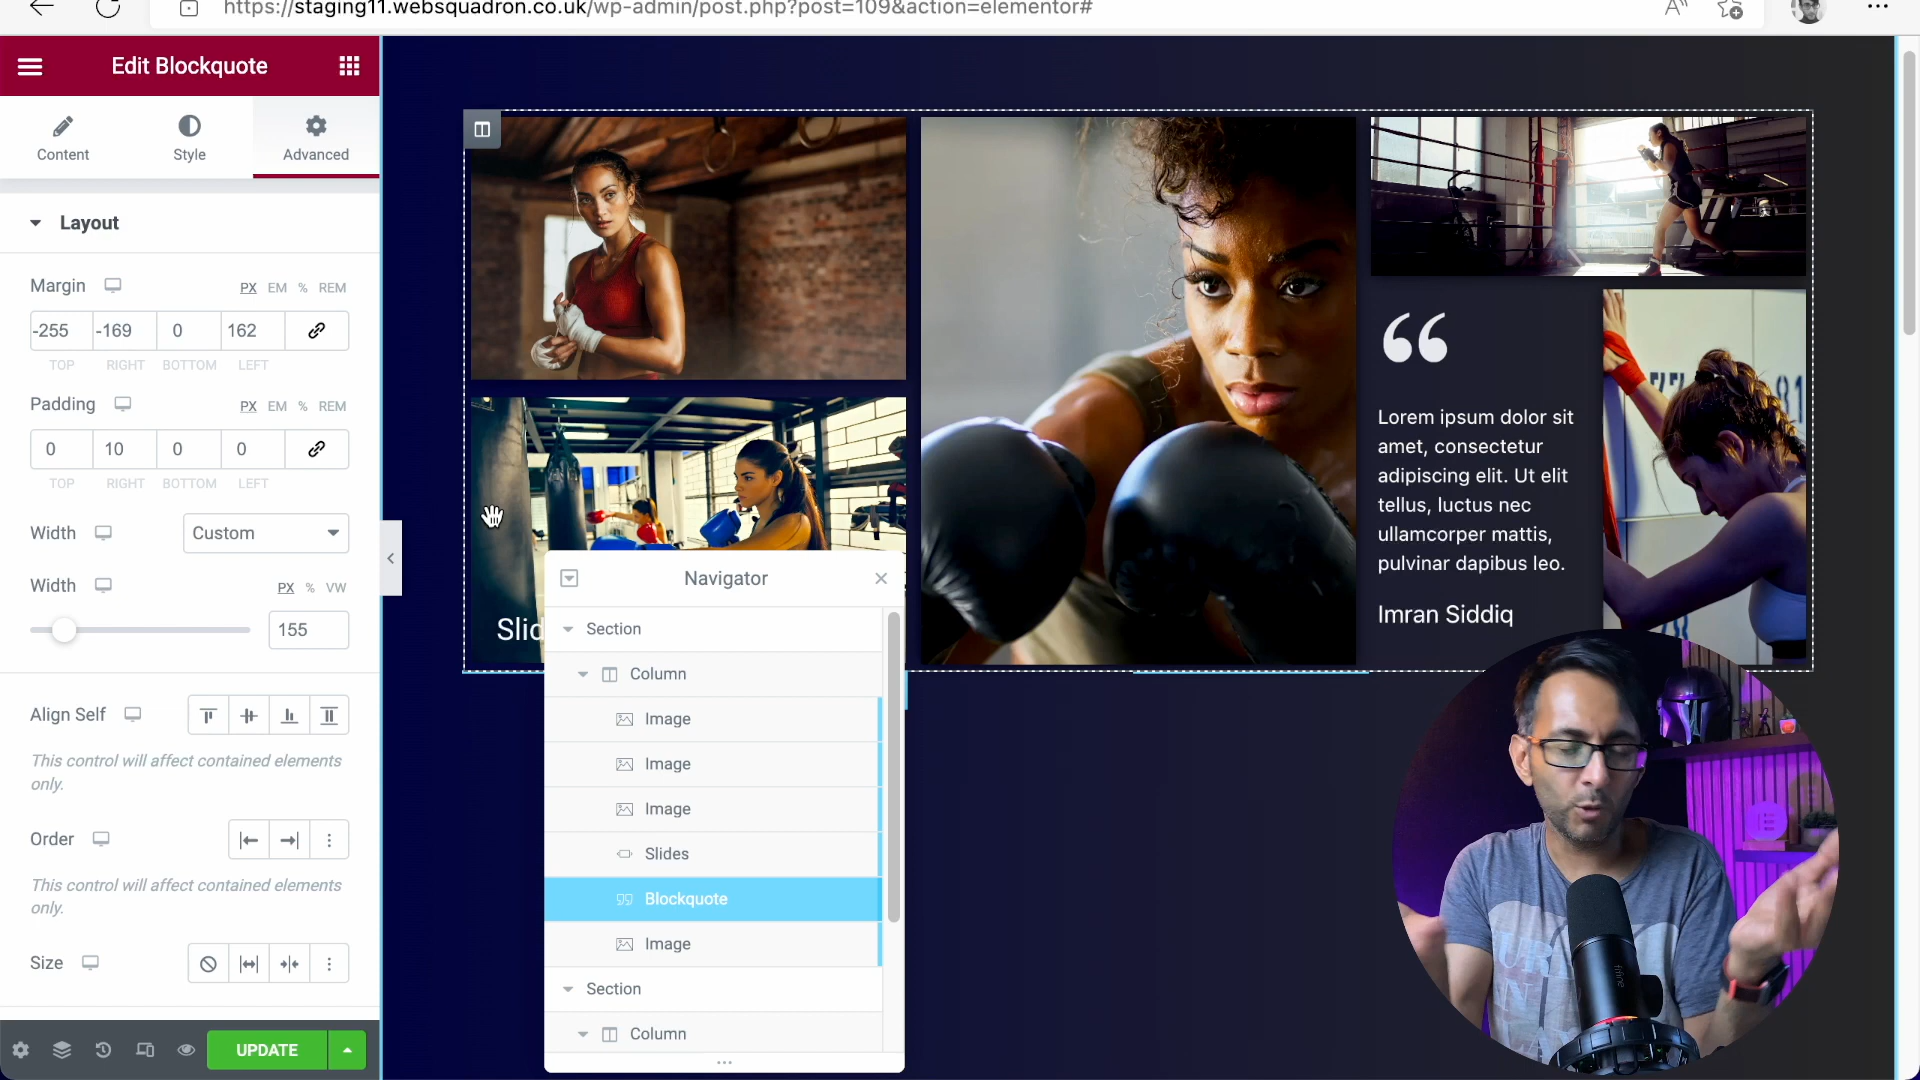 https://staging11.websquadron.co.uk/wp-admin/post.php?post=109&action=elementor#
Edit Blockquote
Content
Style
Advanced
Layout
Margin
PX EM % REM
-255 -169 0 162
TOP RIGHT BOTTOM LEFT
Padding
PX EM % REM
0 10 0 0
TOP RIGHT BOTTOM LEFT
Width
Custom
Width
PX % VW
155
Align Self
This control will affect contained elements
only.
Order
This control will affect contained elements
only.
Size
UPDATE
Slid
Navigator
Section
Column
Image
Image
Image
Slides
Blockquote
Image
Section
Column
“
Lorem ipsum dolor sit
amet, consectetur
adipiscing elit. Ut elit
tellus, luctus nec
ullamcorper mattis,
pulvinar dapibus leo.
Imran Siddiq